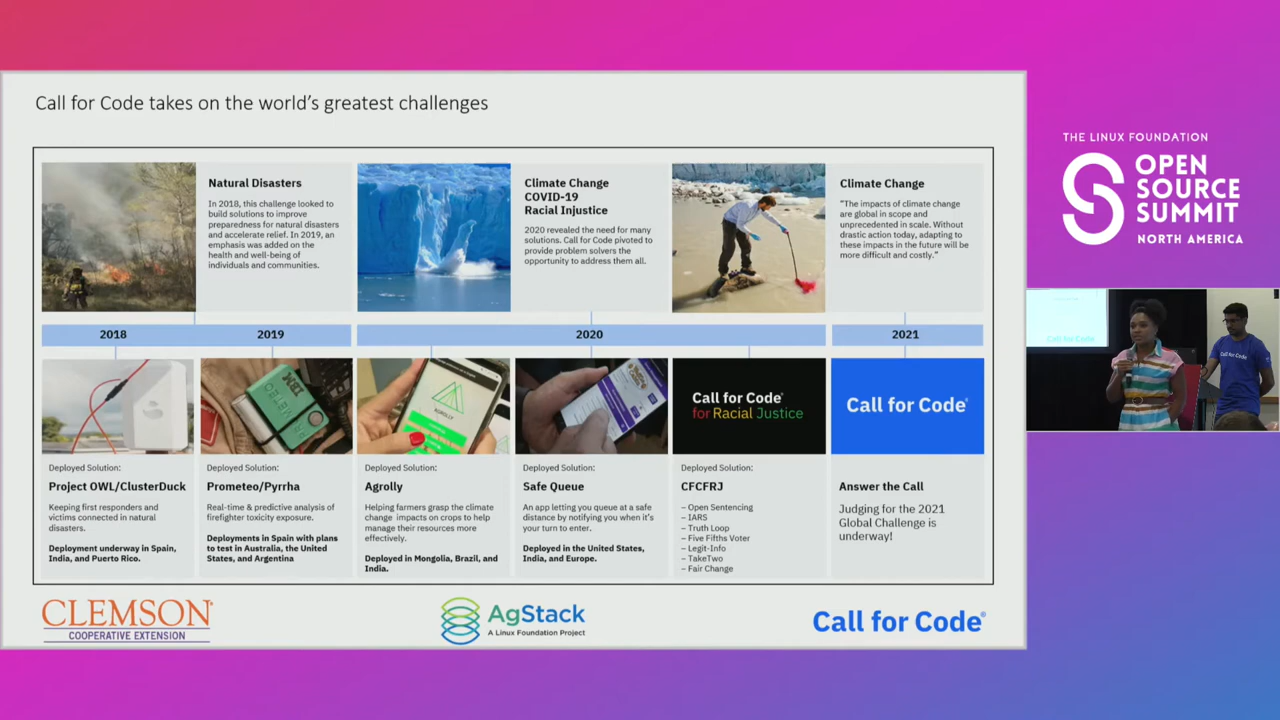 Call for Code takes on the world's greatest challenges
Natural Disasters
In 2018, this challenge looked to
build solutions to improve
preparedness for natural disasters
and accelerate relief. In 2019, an
emphasis was added on the
health and well-being of
individuals and communities.
Climate Change
COVID-19
Racial Injustice
2020 revealed the need for many
solutions. Call for Code pivoted to
provide problem solvers the
opportunity to address them all.
Climate Change
"The impacts of climate change
are global in scope and
unprecedented in scale. Without
drastic action today, adapting to
these impacts in the future will be
more difficult and costly."
2018
2019
2020
2021
IBM
AGROLLY
Call for Code®
for Racial Justice
Call for Code®
Deployed Solution:
Project OWL/ClusterDuck
Keeping first responders and
victims connected in natural
disasters.
Deployment underway in Spain,
India, and Puerto Rico.
Deployed Solution:
Prometeo/Pyrrha
Real-time & predictive analysis of
firefighter toxicity exposure.
Deployments in Spain with plans
to test in Australia, the United
States, and Argentina
Deployed Solution:
Agrolly
Helping farmers grasp the climate
change impacts on crops to help
manage their resources more
effectively.
Deployed in Mongolia, Brazil, and
India.
Deployed Solution:
Safe Queue
An app letting you queue at a safe
distance by notifying you when it's
your turn to enter.
Deployed in the United States,
India, and Europe.
Deployed Solution:
CFCFRJ
– Open Sentencing
– IARS
– Truth Loop
– Five Fifths Voter
– Legit-Info
– TakeTwo
– Fair Change
Answer the Call
Judging for the 2021
Global Challenge is
underway!
CLEMSON®
COOPERATIVE EXTENSION
AgStack
A Linux Foundation Project
Call for Code®
THE LINUX FOUNDATION
OPEN
SOURCE
SUMMIT
NORTH AMERICA
Call for Code
Call for Code